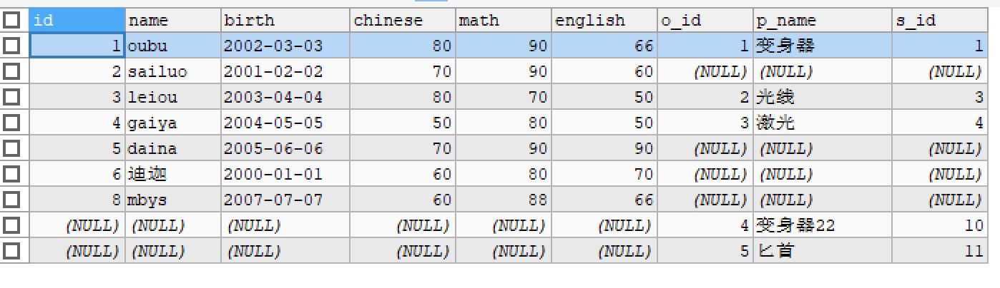 id name birth chinese math english o_id p_name s_id
1 oubu 2002-03-03 80 90 66 1 变身器 1
2 sailuo 2001-02-02 70 90 60 (NULL) (NULL) (NULL)
3 leiou 2003-04-04 80 70 50 2 光线 3
4 gaiya 2004-05-05 50 80 50 3 激光 4
5 daina 2005-06-06 70 90 90 (NULL) (NULL) (NULL)
6 迪迦 2000-01-01 60 80 70 (NULL) (NULL) (NULL)
8 mbys 2007-07-07 60 88 66 (NULL) (NULL) (NULL)
(NULL) (NULL) (NULL) (NULL) (NULL) (NULL) 4 变身器22 10
(NULL) (NULL) (NULL) (NULL) (NULL) (NULL) 5 匕首 11